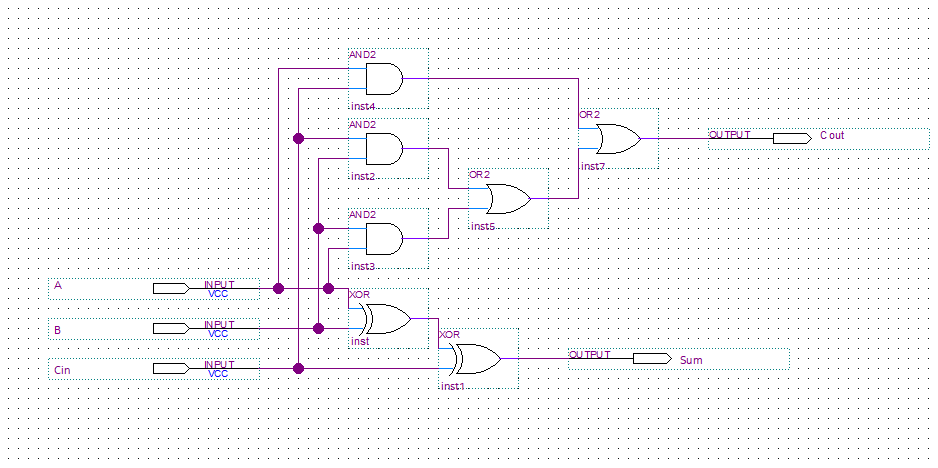 AND2
inst4
AND2
inst2
AND2
inst3
OR2
inst5
OR2
inst7
OUTPUT
C out
A
INPUT
VCC
B
INPUT
VCC
Cin
INPUT
VCC
XOR
inst
XOR
inst1
OUTPUT
Sum